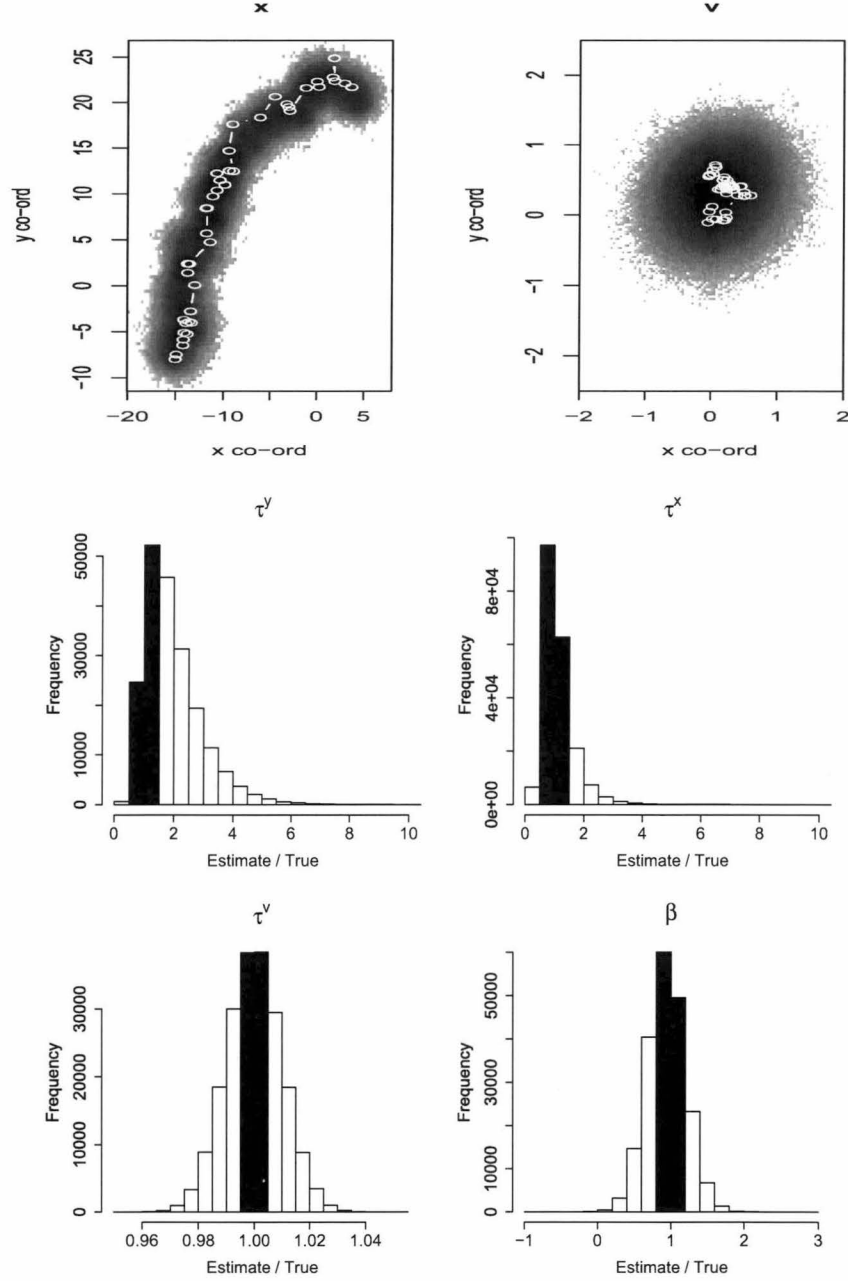 x
v
25
20
15
10
5
0
−5
−10
y co−ord
−20
−10
0
5
x co−ord
2
1
0
−1
−2
y co−ord
−2
−1
0
1
2
x co−ord
τʸ
50000
30000
10000
0
Frequency
0
2
4
6
8
10
Estimate / True
τˣ
8e+04
4e+04
0e+00
Frequency
0
2
4
6
8
10
Estimate / True
τᵛ
30000
20000
10000
0
Frequency
0.96
0.98
1.00
1.02
1.04
Estimate / True
β
50000
30000
10000
0
Frequency
−1
0
1
2
3
Estimate / True